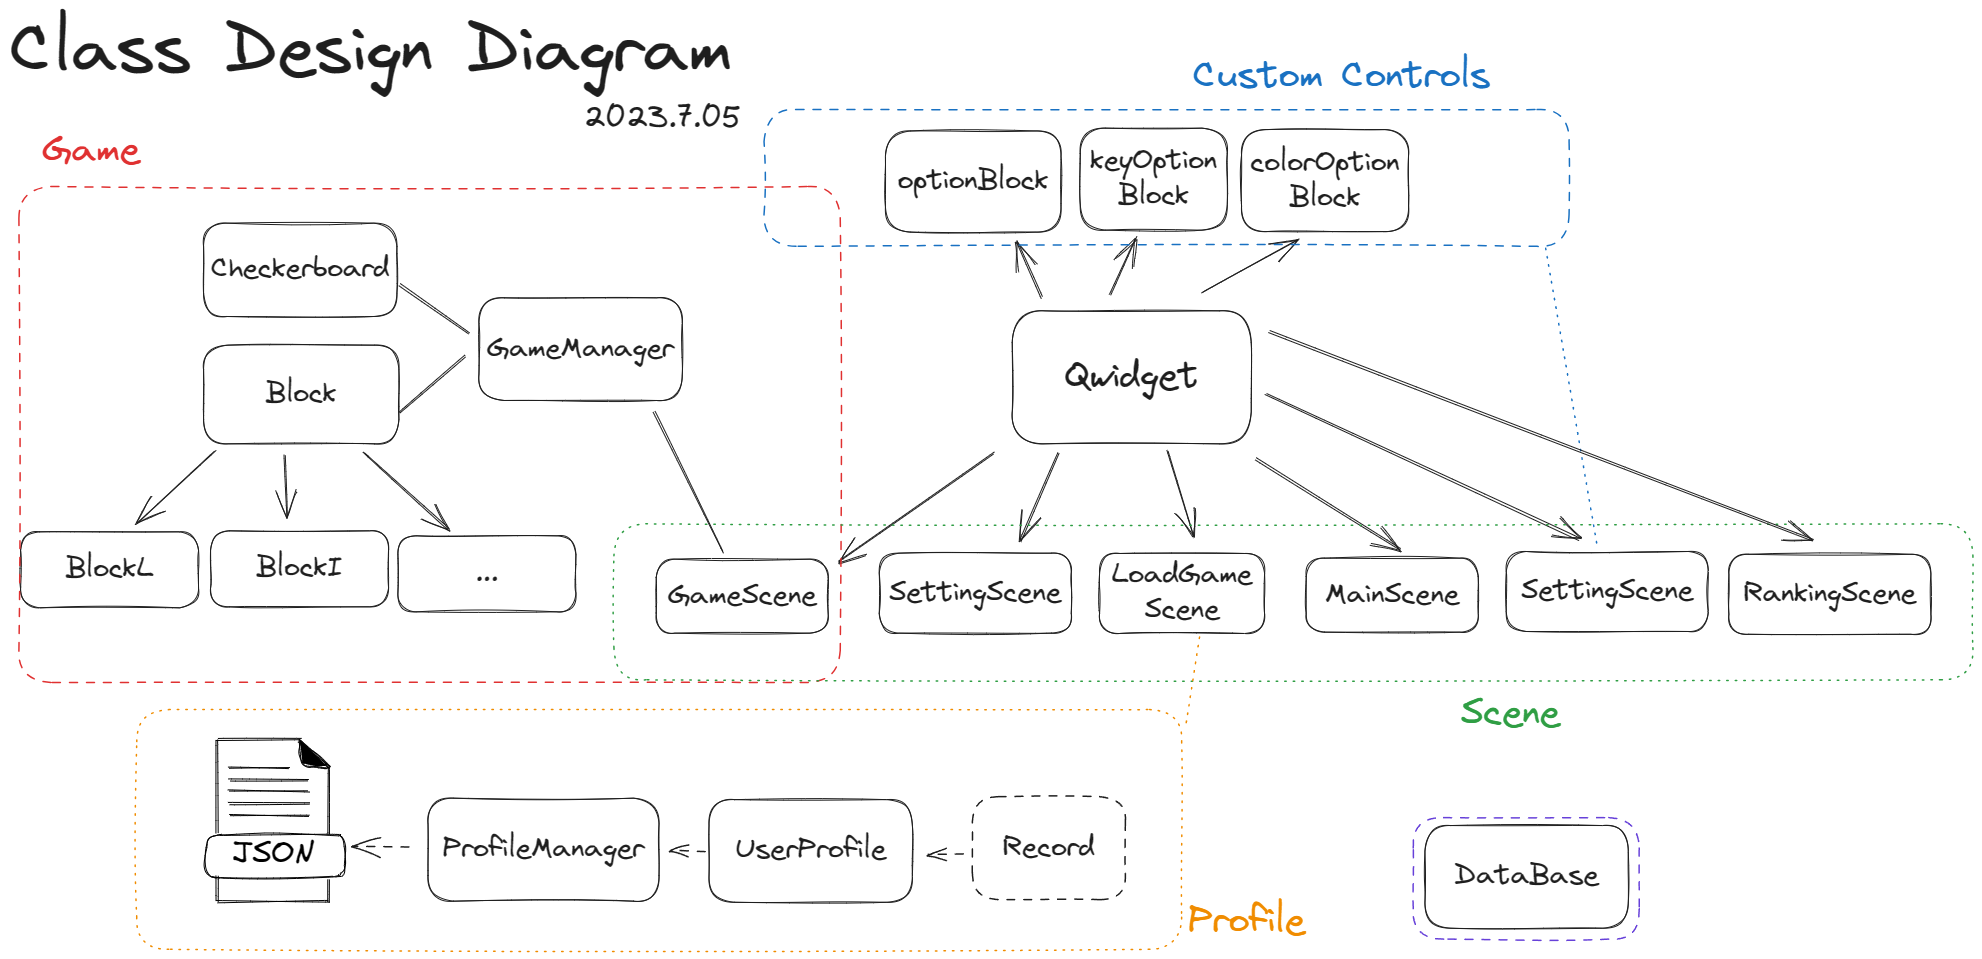 Class Design Diagram
2023.7.05
Custom Controls
Game
optionBlock
keyOption
Block
colorOption
Block
Checkerboard
GameManager
Block
Qwidget
BlockL
BlockI
...
GameScene
SettingScene
LoadGame
Scene
MainScene
SettingScene
RankingScene
Scene
JSON
ProfileManager
UserProfile
Record
DataBase
Profile